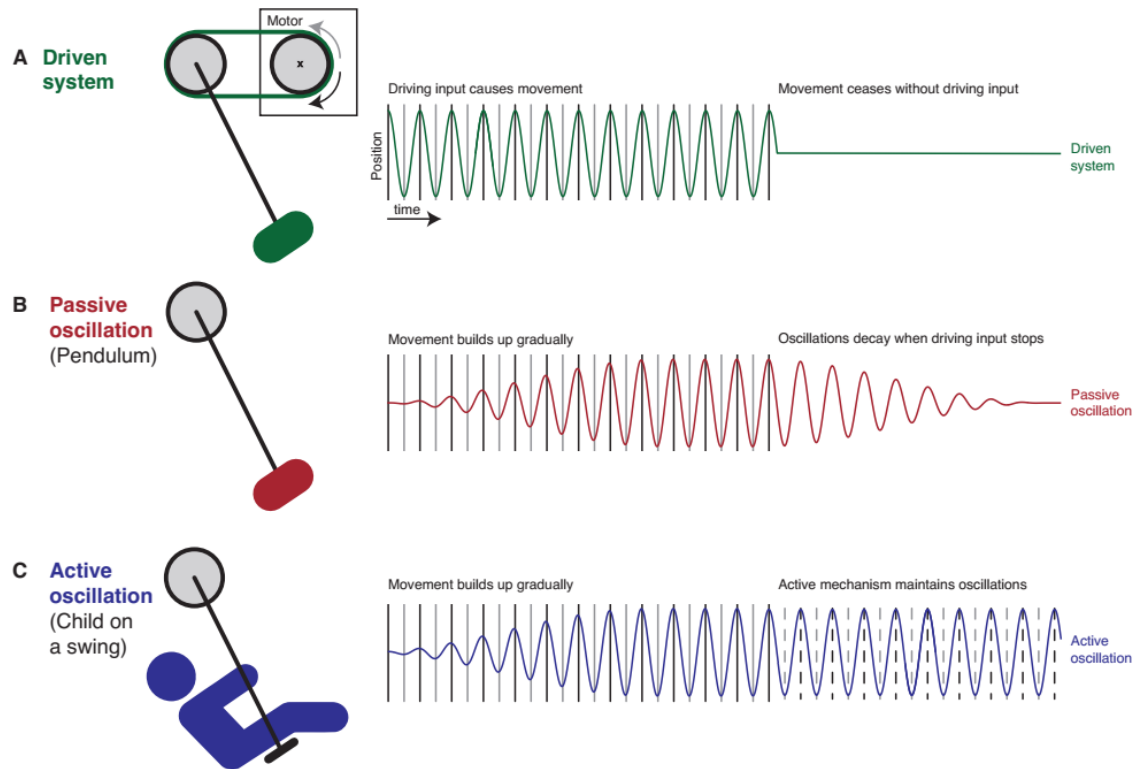 Motor
x
A Driven
system
Driving input causes movement
Movement ceases without driving input
Position
time
Driven
system
B Passive
oscillation
(Pendulum)
Movement builds up gradually
Oscillations decay when driving input stops
Passive
oscillation
C Active
oscillation
(Child on
a swing)
Movement builds up gradually
Active mechanism maintains oscillations
Active
oscillation